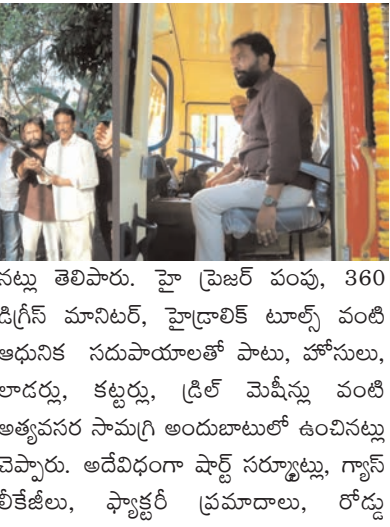 నట్లు తెలిపారు. హై ప్రెజర్ పంపు, 360
డిగ్రీస్ మానిటర్, హైడ్రాలిక్ టూల్స్ వంటి
ఆధునిక సదుపాయాలతో పాటు, హోసులు,
లాడర్లు, కట్టర్లు, డ్రిల్ మెషీన్లు వంటి
అత్యవసర సామగ్రి అందుబాటులో ఉంచినట్లు
చెప్పారు. అదేవిధంగా షార్ట్ సర్క్యూట్లు, గ్యాస్
లీకేజీలు, ఫ్యాక్టరీ ప్రమాదాలు, రోడ్డు